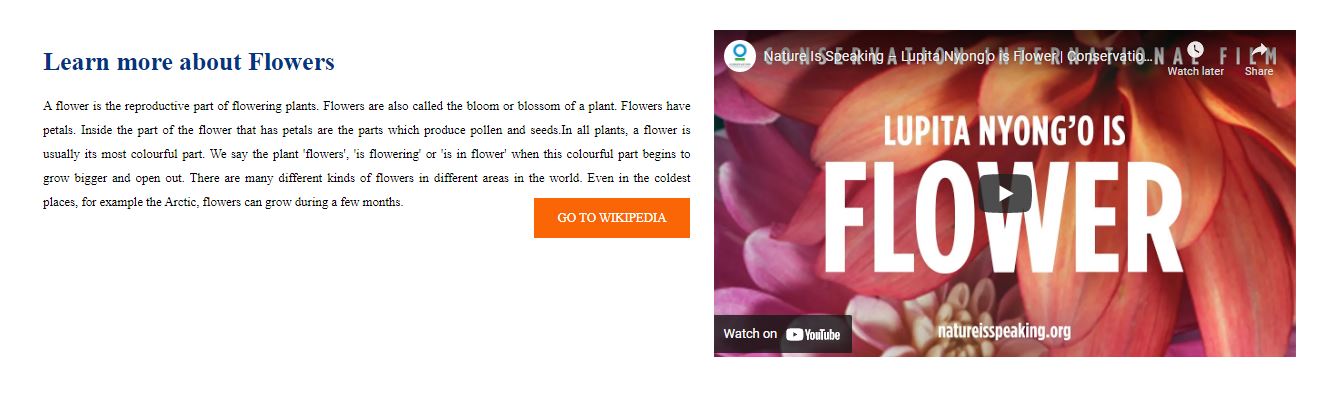 Learn more about Flowers
A flower is the reproductive part of flowering plants. Flowers are also called the bloom or blossom of a plant. Flowers have
petals. Inside the part of the flower that has petals are the parts which produce pollen and seeds.In all plants, a flower is
usually its most colourful part. We say the plant 'flowers', 'is flowering' or 'is in flower' when this colourful part begins to
grow bigger and open out. There are many different kinds of flowers in different areas in the world. Even in the coldest
places, for example the Arctic, flowers can grow during a few months.
GO TO WIKIPEDIA
CONSERVATION INTERNATIONAL FILM
Nature Is Speaking – Lupita Nyong'o is Flower | Conservatio...
Watch later
Share
LUPITA NYONG'O IS
FLOWER
Watch on YouTube
natureisspeaking.org